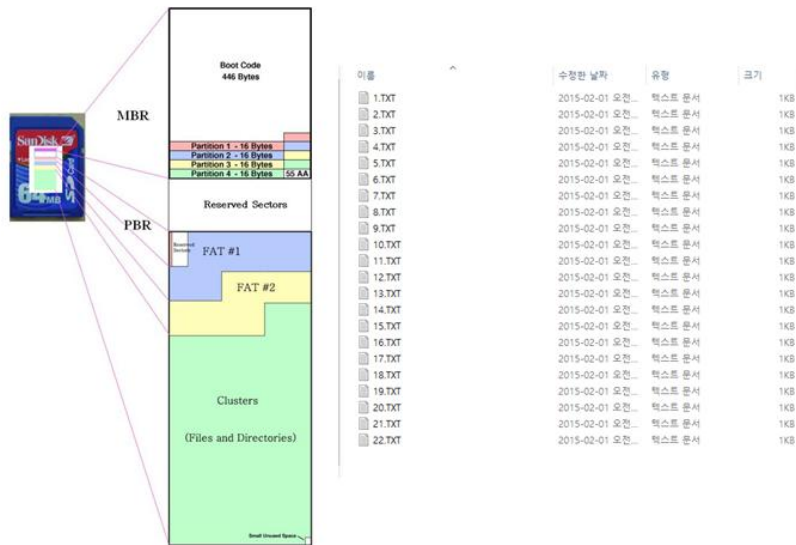 Boot Code
446 Bytes
MBR
Partition 1 - 16 Bytes
Partition 2 - 16 Bytes
Partition 3 - 16 Bytes
Partition 4 - 16 Bytes 55 AA
SanDisk
64 MB
SD Card
Reserved Sectors
PBR
Reserved
Sectors
FAT #1
FAT #2
Clusters
(Files and Directories)
Small Unused Space
이름 수정한 날짜 유형 크기
1.TXT 2015-02-01 오전... 텍스트 문서 1KB
2.TXT 2015-02-01 오전... 텍스트 문서 1KB
3.TXT 2015-02-01 오전... 텍스트 문서 1KB
4.TXT 2015-02-01 오전... 텍스트 문서 1KB
5.TXT 2015-02-01 오전... 텍스트 문서 1KB
6.TXT 2015-02-01 오전... 텍스트 문서 1KB
7.TXT 2015-02-01 오전... 텍스트 문서 1KB
8.TXT 2015-02-01 오전... 텍스트 문서 1KB
9.TXT 2015-02-01 오전... 텍스트 문서 1KB
10.TXT 2015-02-01 오전... 텍스트 문서 1KB
11.TXT 2015-02-01 오전... 텍스트 문서 1KB
12.TXT 2015-02-01 오전... 텍스트 문서 1KB
13.TXT 2015-02-01 오전... 텍스트 문서 1KB
14.TXT 2015-02-01 오전... 텍스트 문서 1KB
15.TXT 2015-02-01 오전... 텍스트 문서 1KB
16.TXT 2015-02-01 오전... 텍스트 문서 1KB
17.TXT 2015-02-01 오전... 텍스트 문서 1KB
18.TXT 2015-02-01 오전... 텍스트 문서 1KB
19.TXT 2015-02-01 오전... 텍스트 문서 1KB
20.TXT 2015-02-01 오전... 텍스트 문서 1KB
21.TXT 2015-02-01 오전... 텍스트 문서 1KB
22.TXT 2015-02-01 오전... 텍스트 문서 1KB